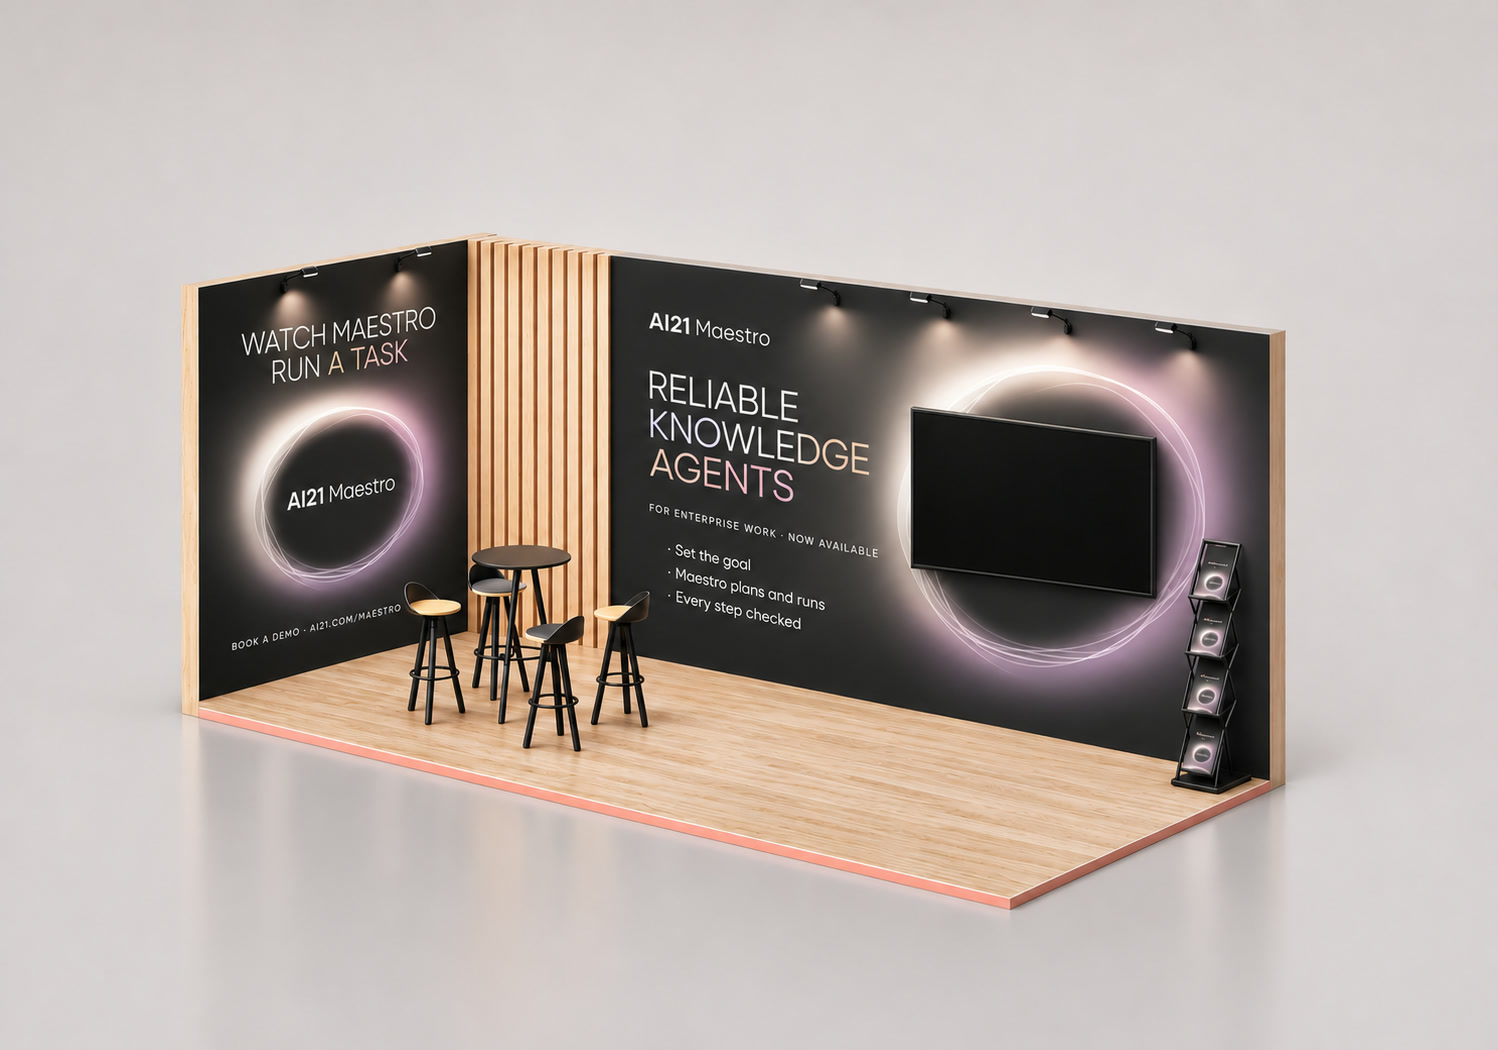 WATCH MAESTRO
RUN A TASK
AI21 Maestro
BOOK A DEMO · AI21.COM/MAESTRO
AI21 Maestro
RELIABLE
KNOWLEDGE
AGENTS
FOR ENTERPRISE WORK · NOW AVAILABLE
· Set the goal
· Maestro plans and runs
· Every step checked